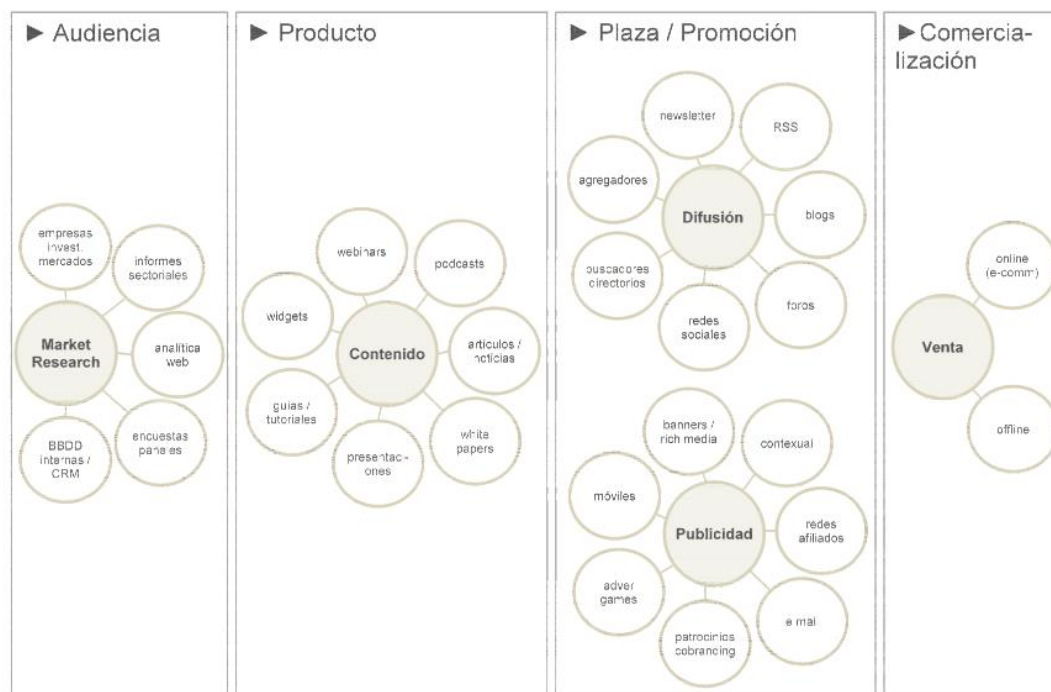 ► Audiencia
empresas
invest.
mercados
informes
sectoriales
Market
Research
analítica
web
BBDD
internas /
CRM
encuestas
paneles
► Producto
webinars
podcasts
widgets
Contenido
artículos /
noticias
guías /
tutoriales
white
papers
presentaci-
ones
► Plaza / Promoción
newsletter
RSS
agregadores
Difusión
blogs
buscadores
directorios
foros
redes
sociales
banners /
rich media
contexual
móviles
Publicidad
redes
afiliados
adver
games
e mail
patrocinios
cobranding
► Comercia-
lización
online
(e-comm)
Venta
offline